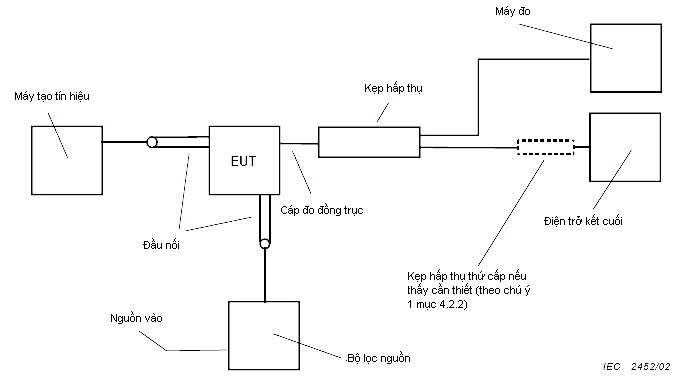 Máy đo
Kẹp hấp thụ
Máy tạo tín hiệu
EUT
Cáp đo đồng trục
Điện trở kết cuối
Đầu nối
Kẹp hấp thụ thứ cấp nếu
thấy cần thiết (theo chú ý
1 mục 4.2.2)
Nguồn vào
Bộ lọc nguồn
IEC 2452/02